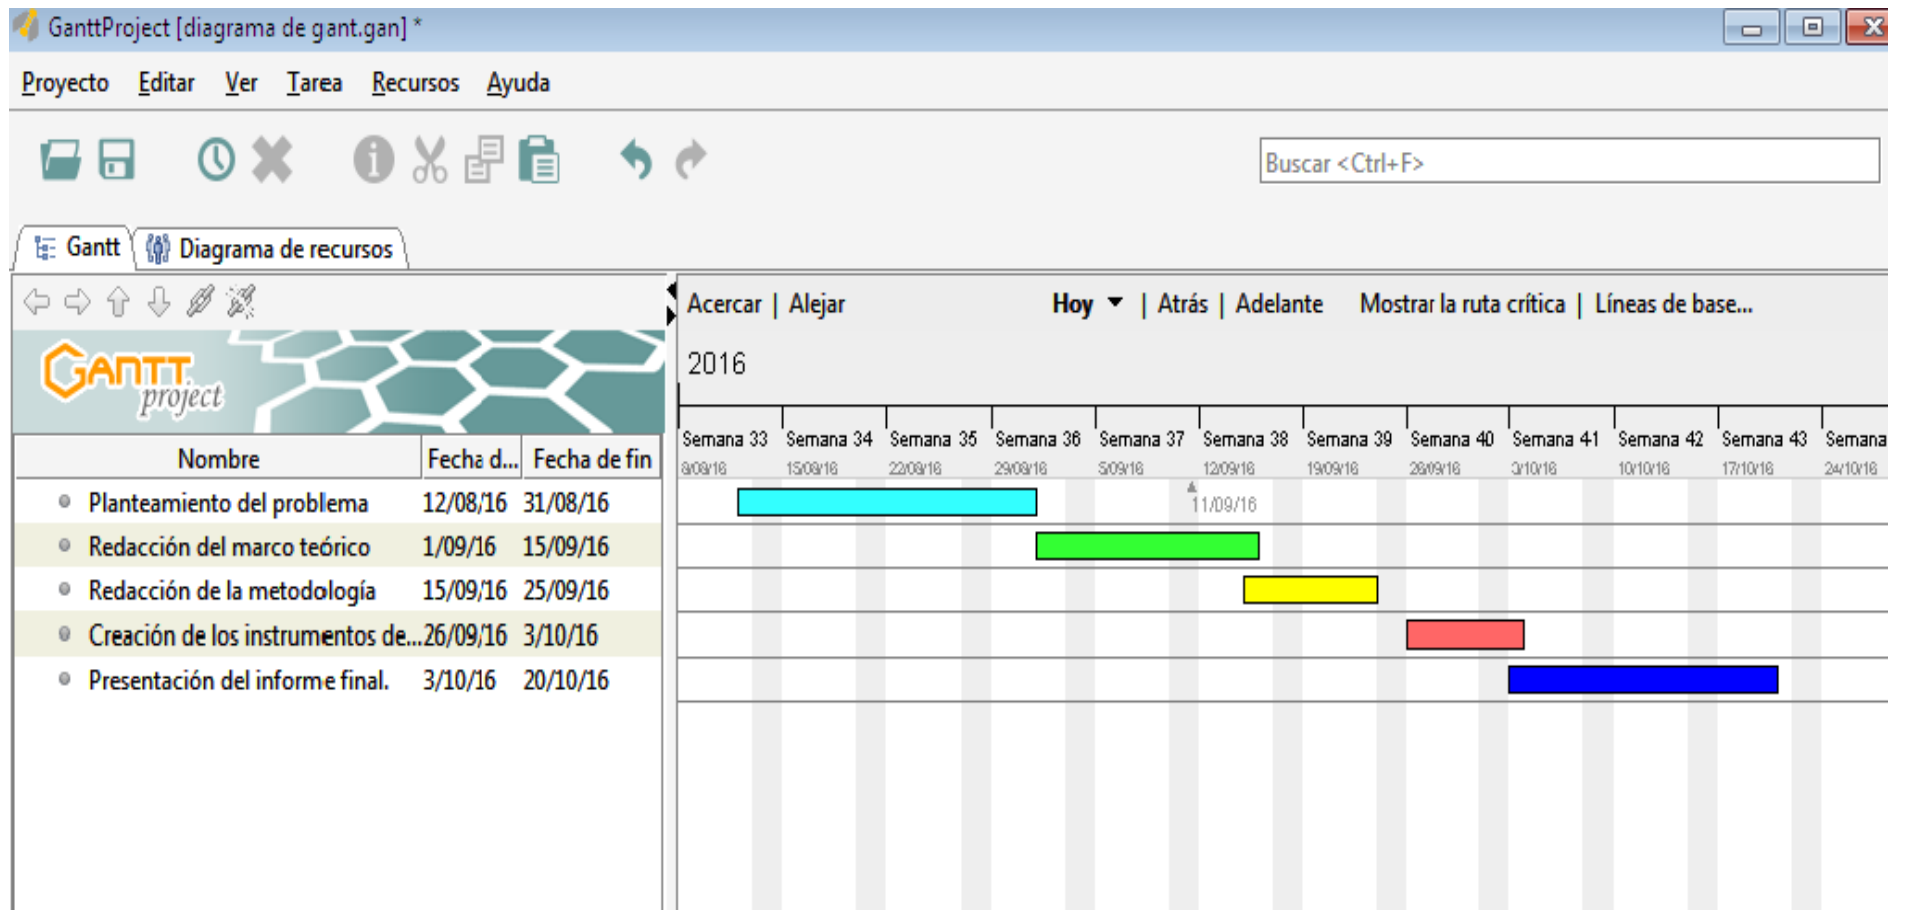 GanttProject [diagrama de gant.gan] *
Proyecto Editar Ver Tarea Recursos Ayuda
Buscar <Ctrl+F>
Gantt Diagrama de recursos
Acercar | Alejar Hoy | Atrás | Adelante Mostrar la ruta crítica | Líneas de base...
GANTT project
2016
Semana 33 Semana 34 Semana 35 Semana 36 Semana 37 Semana 38 Semana 39 Semana 40 Semana 41 Semana 42 Semana 43 Semana
8/08/16 15/08/16 22/08/16 29/08/16 5/09/16 12/09/16 19/09/16 26/09/16 3/10/16 10/10/16 17/10/16 24/10/16
Nombre Fecha d... Fecha de fin
Planteamiento del problema 12/08/16 31/08/16
11/09/16
Redacción del marco teórico 1/09/16 15/09/16
Redacción de la metodología 15/09/16 25/09/16
Creación de los instrumentos de... 26/09/16 3/10/16
Presentación del informe final. 3/10/16 20/10/16